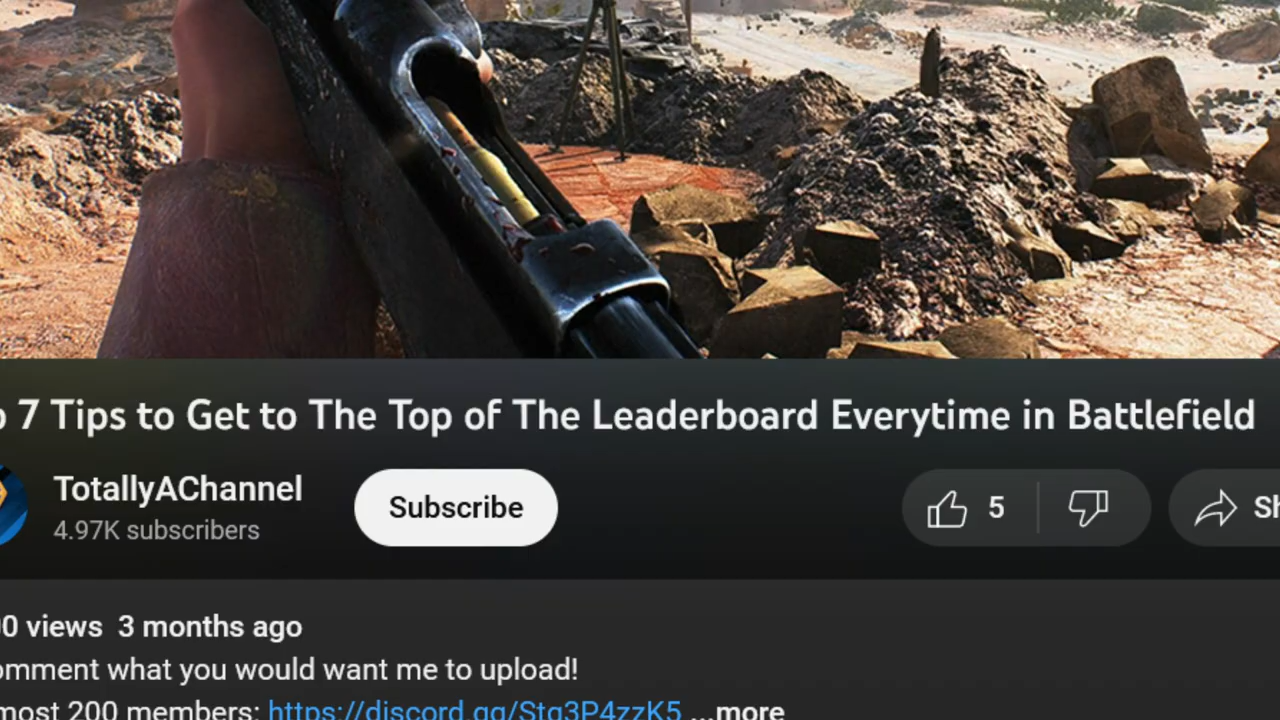 7 Tips to Get to The Top of The Leaderboard Everytime in Battlefield
TotallyAChannel
4.97K subscribers
Subscribe
5
views 3 months ago
omment what you would want me to upload!
most 200 members: https://discord.gg/Stg3P4zzK5 ...more